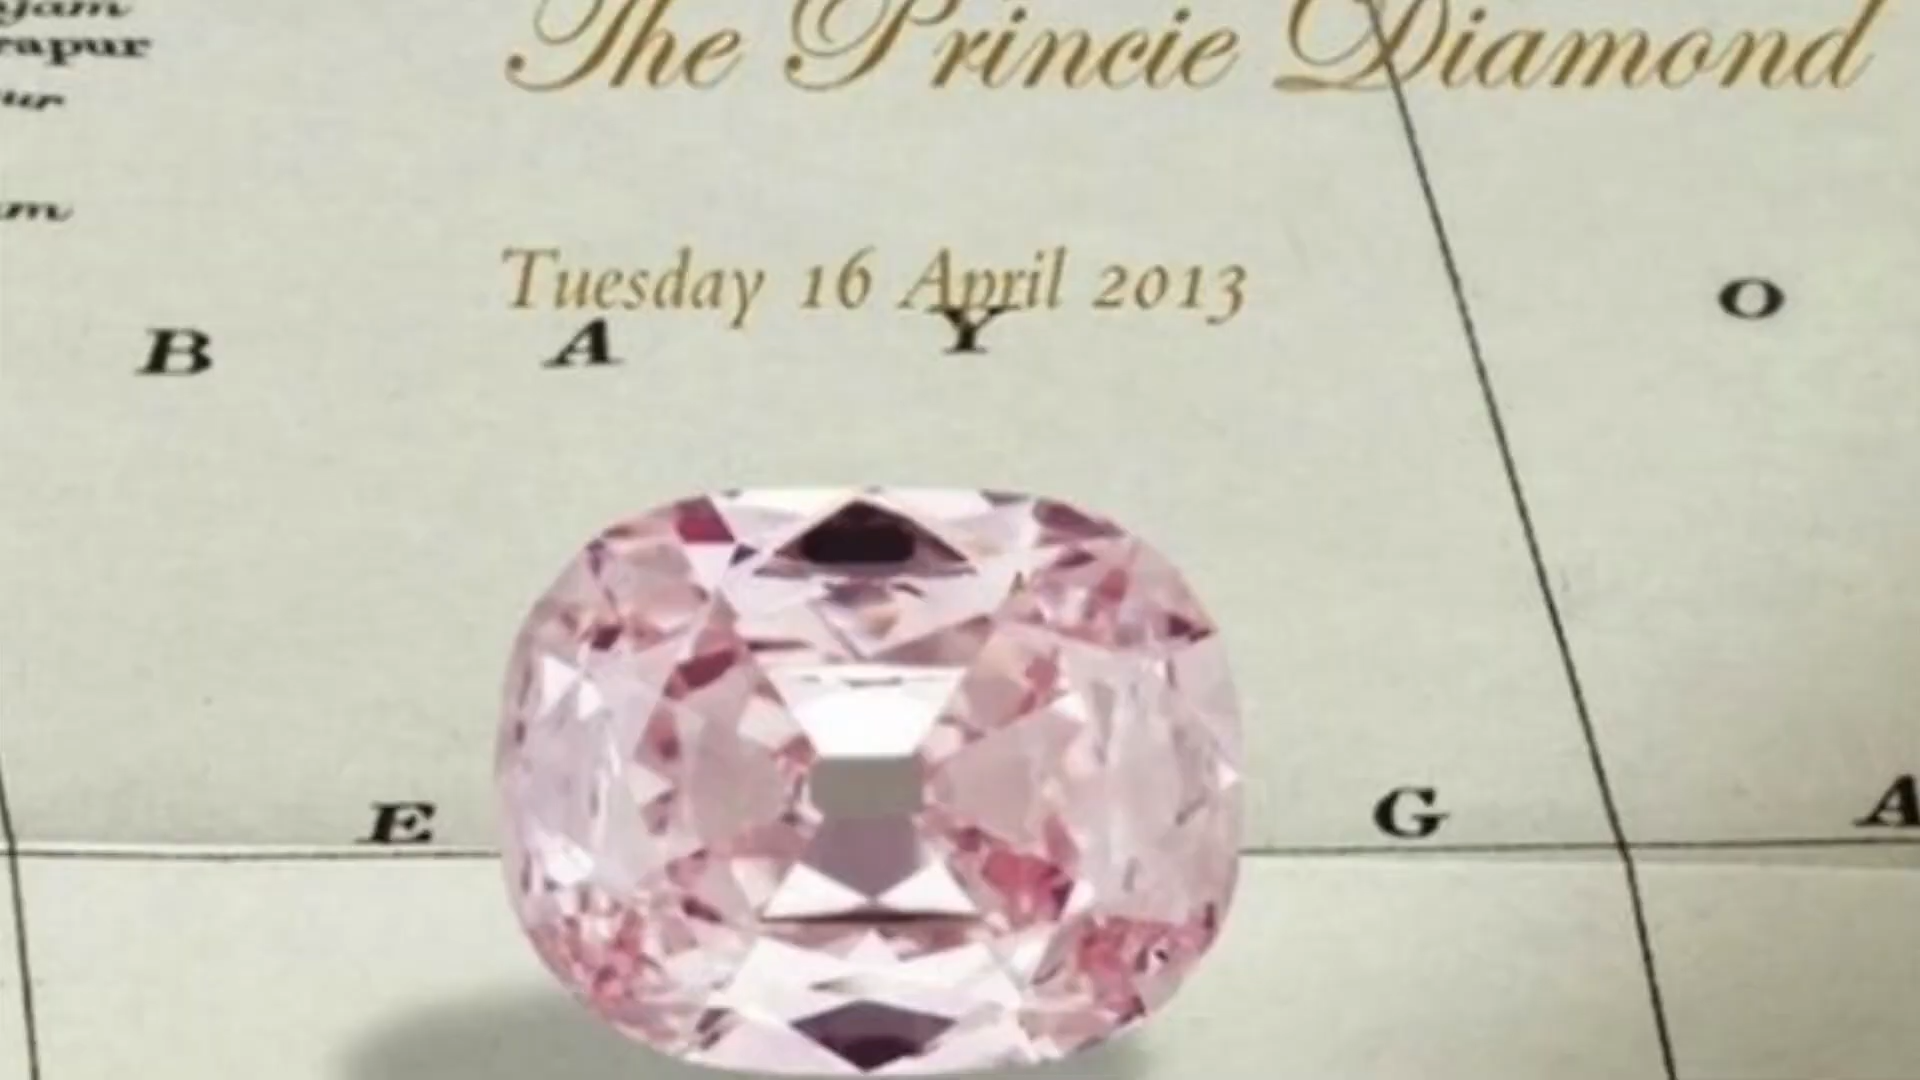 The Princie Diamond
Tuesday 16 April 2013
B A Y O
E G A